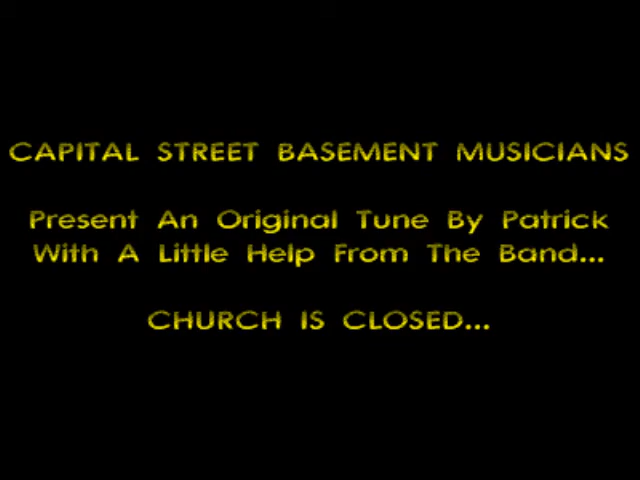 CAPITAL STREET BASEMENT MUSICIANS
Present An Original Tune By Patrick
With A Little Help From The Band...
CHURCH IS CLOSED...